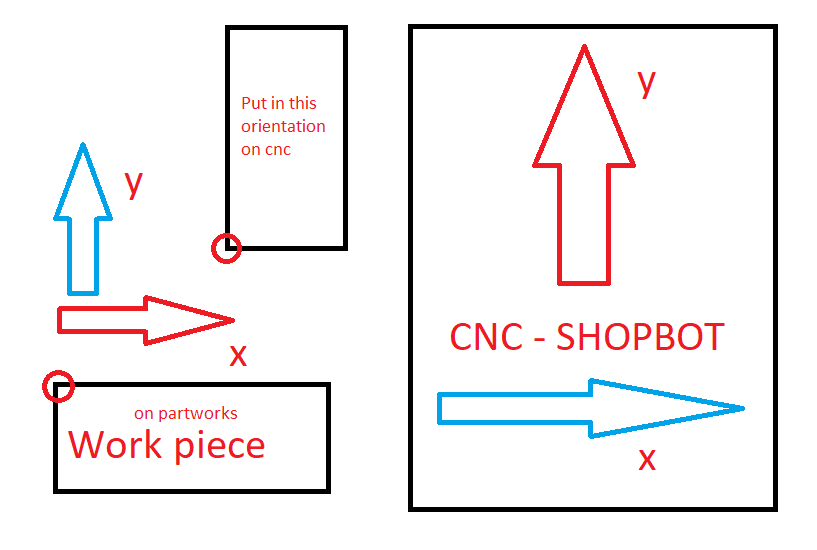 Put in this
orientation
on cnc
y
x
on partworks
Work piece
y
CNC - SHOPBOT
x